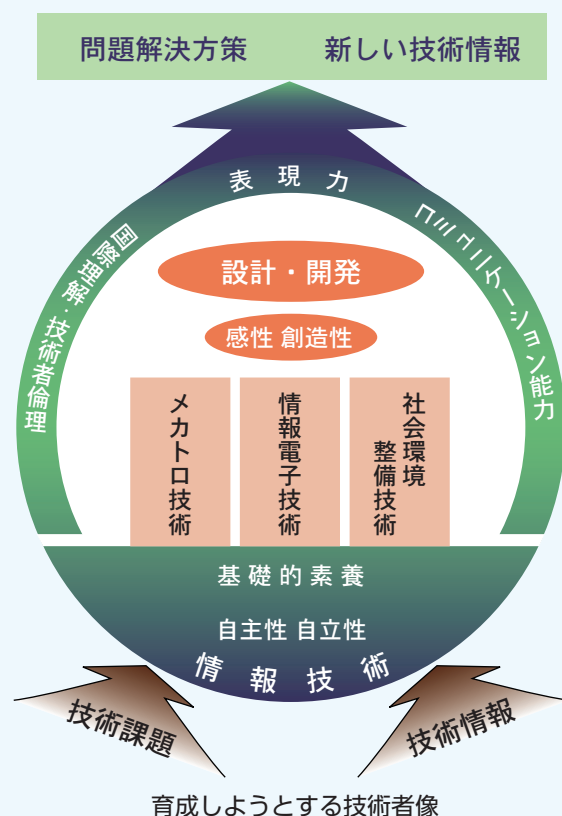 問題解決方策 新しい技術情報
表現力
国際理解・技術者倫理
コミュニケーション能力
設計・開発
感性 創造性
メカトロ技術
情報電子技術
社会環境
整備技術
基礎的素養
自主性 自立性
情報技術
技術課題
技術情報
育成しようとする技術者像